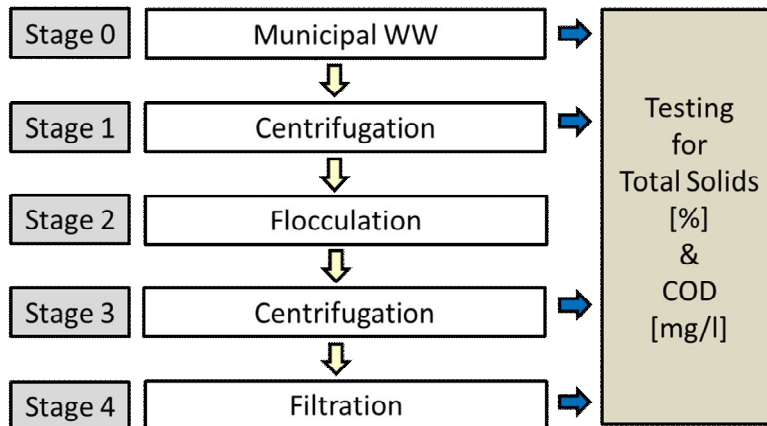 Stage 0
Municipal WW
Stage 1
Centrifugation
Stage 2
Flocculation
Stage 3
Centrifugation
Stage 4
Filtration
Testing
for
Total Solids
[%]
&
COD
[mg/l]